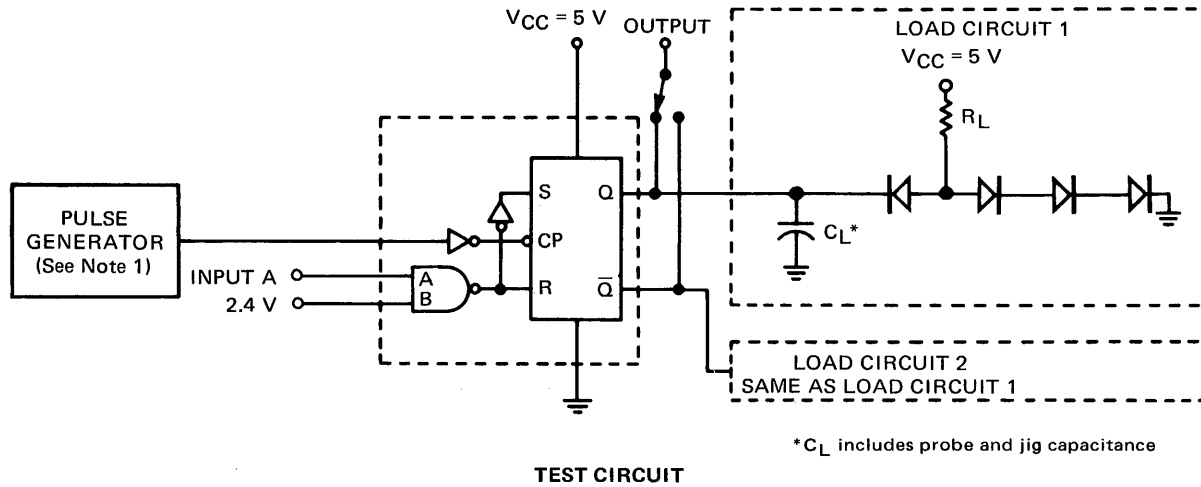 VCC = 5 V
OUTPUT
LOAD CIRCUIT 1
VCC = 5 V
RL
PULSE
GENERATOR
(See Note 1)
S
Q
CP
CL*
INPUT A
A
2.4 V
B
R
Q̅
LOAD CIRCUIT 2
SAME AS LOAD CIRCUIT 1
*CL includes probe and jig capacitance
TEST CIRCUIT